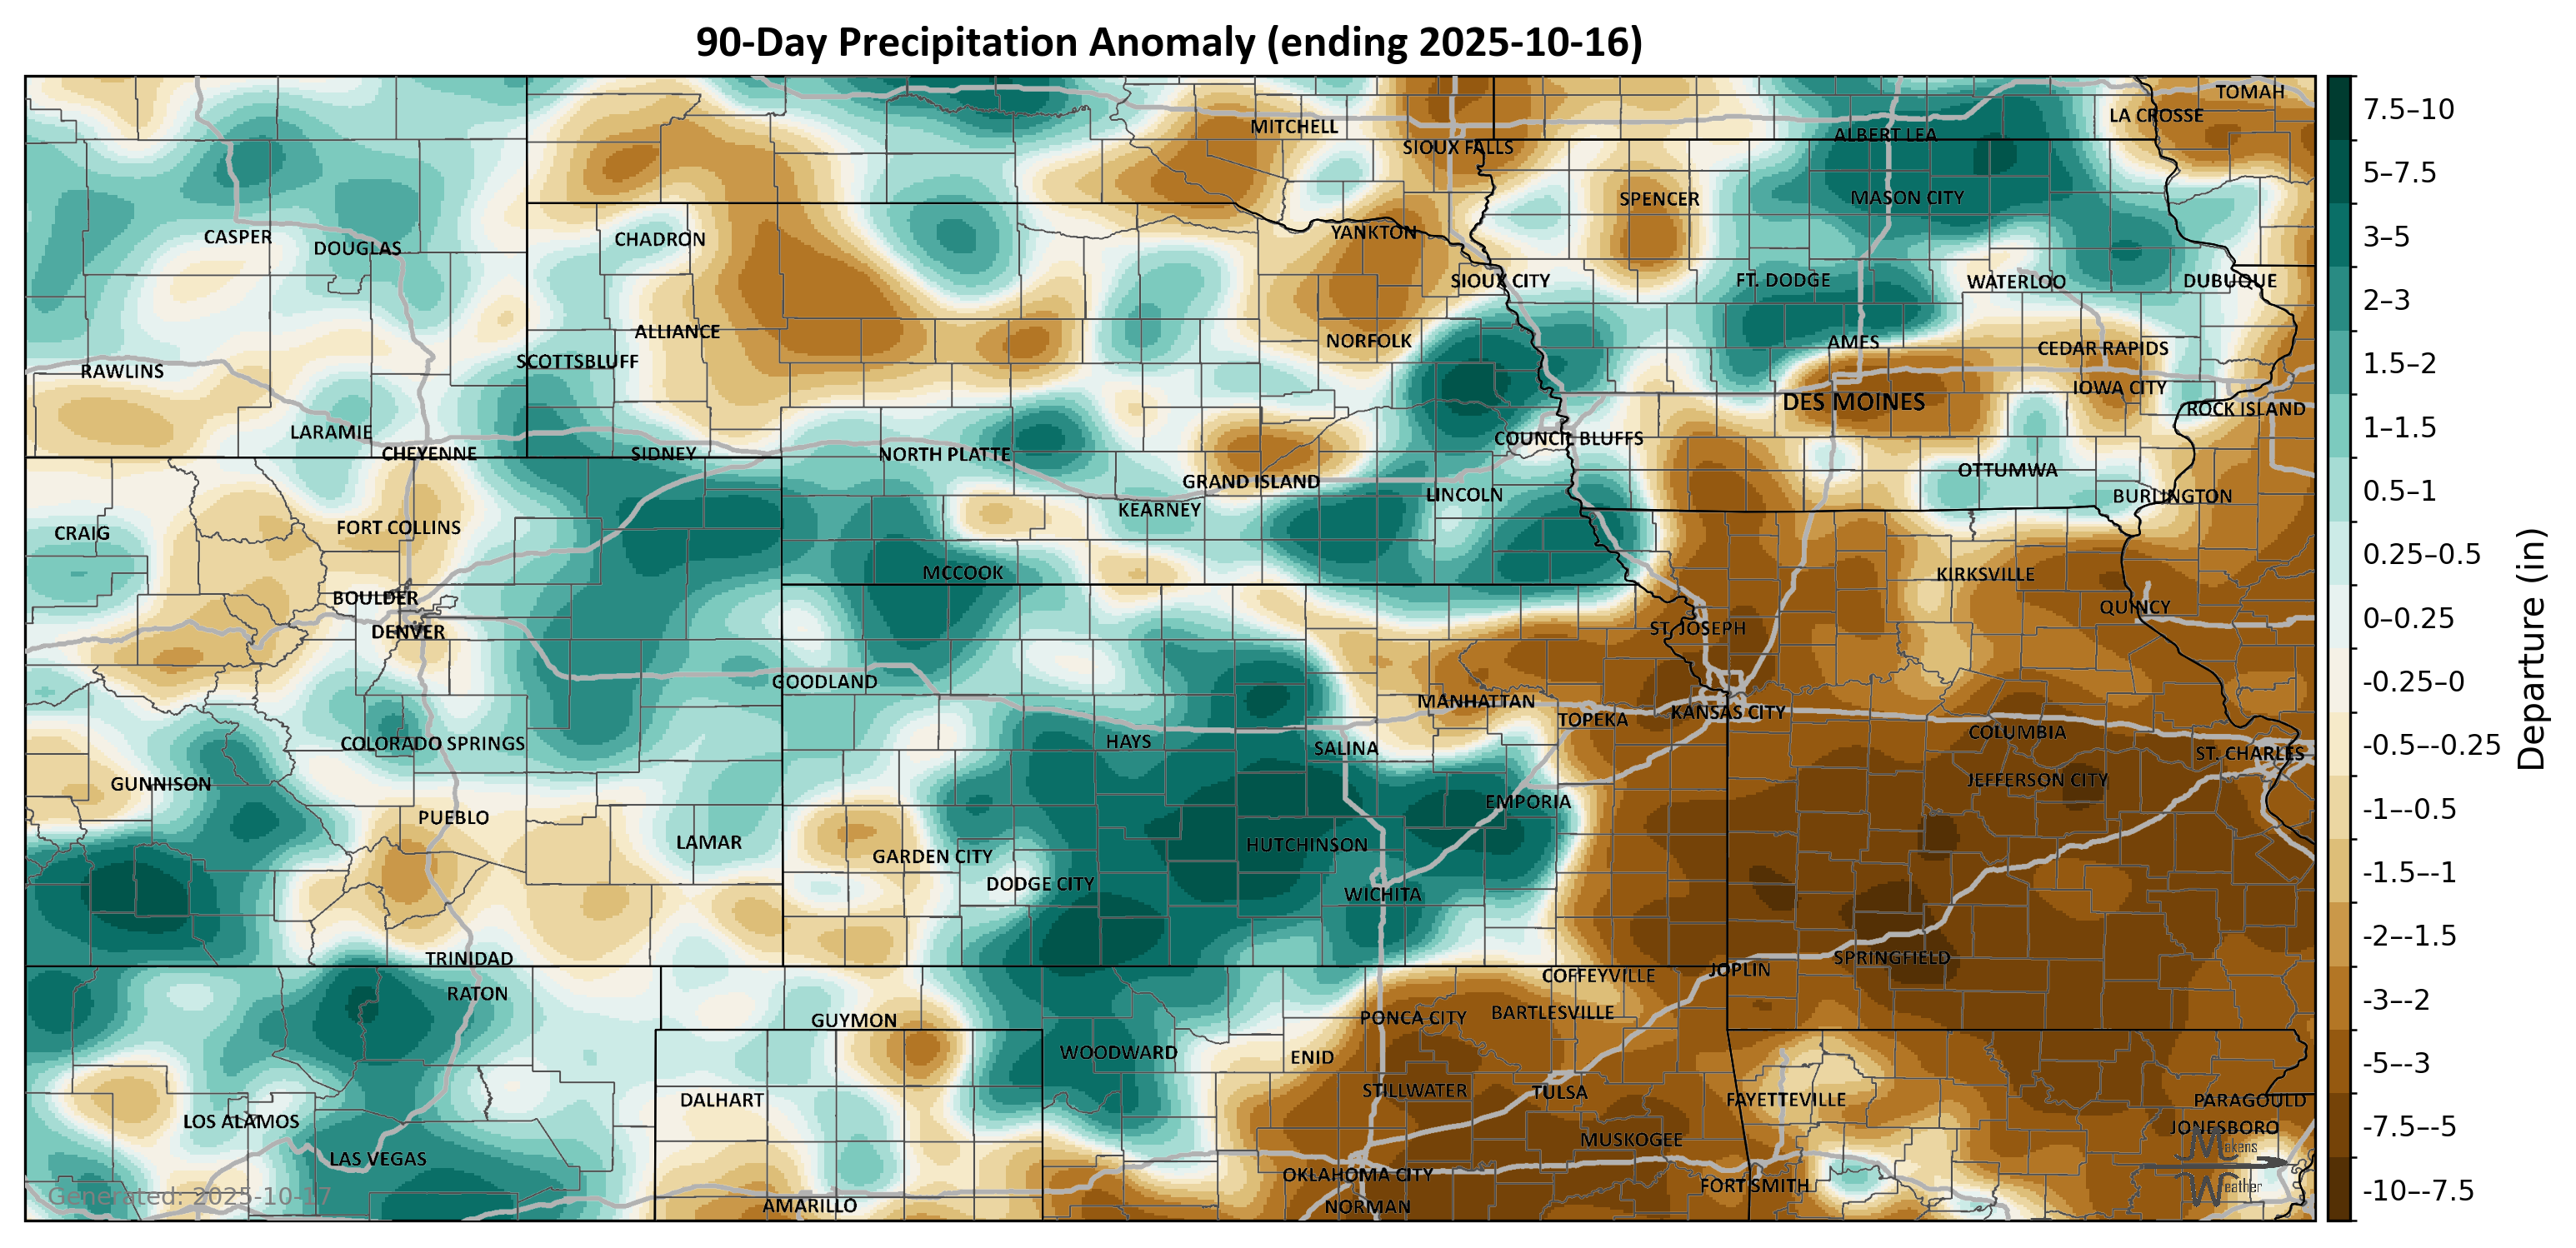 90-Day Precipitation Anomaly (ending 2025-10-16)
TOMAH
LA CROSSE
MITCHELL
ALBERT LEA
SIOUX FALLS
SPENCER
MASON CITY
YANKTON
CHADRON
CASPER
DOUGLAS
SIOUX CITY
FT. DODGE
WATERLOO
DUBUQUE
ALLIANCE
NORFOLK
AMES
CEDAR RAPIDS
SCOTTSBLUFF
RAWLINS
IOWA CITY
DES MOINES
ROCK ISLAND
LARAMIE
COUNCIL BLUFFS
CHEYENNE
SIDNEY
NORTH PLATTE
OTTUMWA
GRAND ISLAND
LINCOLN
BURLINGTON
KEARNEY
FORT COLLINS
CRAIG
MCCOOK
KIRKSVILLE
BOULDER
QUINCY
DENVER
ST. JOSEPH
GOODLAND
MANHATTAN
KANSAS CITY
TOPEKA
COLUMBIA
COLORADO SPRINGS
HAYS
SALINA
ST. CHARLES
JEFFERSON CITY
GUNNISON
EMPORIA
PUEBLO
LAMAR
HUTCHINSON
GARDEN CITY
DODGE CITY
WICHITA
TRINIDAD
SPRINGFIELD
JOPLIN
COFFEYVILLE
RATON
BARTLESVILLE
PONCA CITY
GUYMON
WOODWARD
ENID
STILLWATER
TULSA
DALHART
FAYETTEVILLE
PARAGOULD
LOS ALAMOS
JONESBORO
MUSKOGEE
LAS VEGAS
OKLAHOMA CITY
FORT SMITH
AMARILLO
NORMAN
Generated: 2025-10-17
Makens
Weather
7.5–10
5–7.5
3–5
2–3
1.5–2
1–1.5
0.5–1
0.25–0.5
0–0.25
-0.25–0
-0.5–-0.25
-1–-0.5
-1.5–-1
-2–-1.5
-3–-2
-5–-3
-7.5–-5
-10–-7.5
Departure (in)